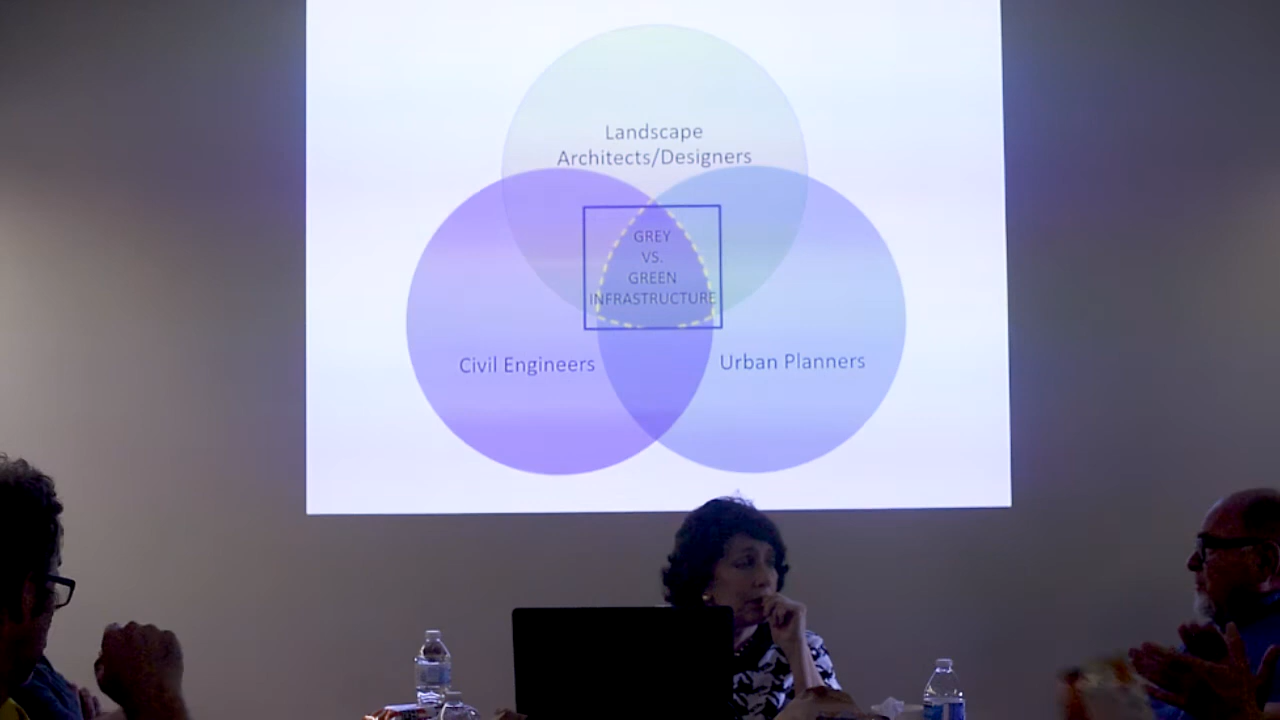 Landscape
Architects/Designers
GREY
VS.
GREEN
INFRASTRUCTURE
Civil Engineers
Urban Planners